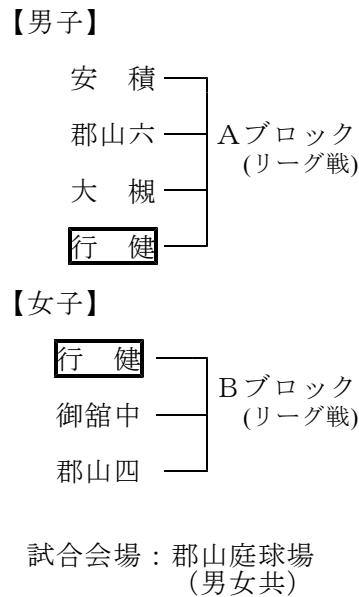 【男子】
安　積
郡山六
Aブロック
(リーグ戦)
大　槻
行　健
【女子】
行　健
Bブロック
(リーグ戦)
御舘中
郡山四
試合会場：郡山庭球場
（男女共）